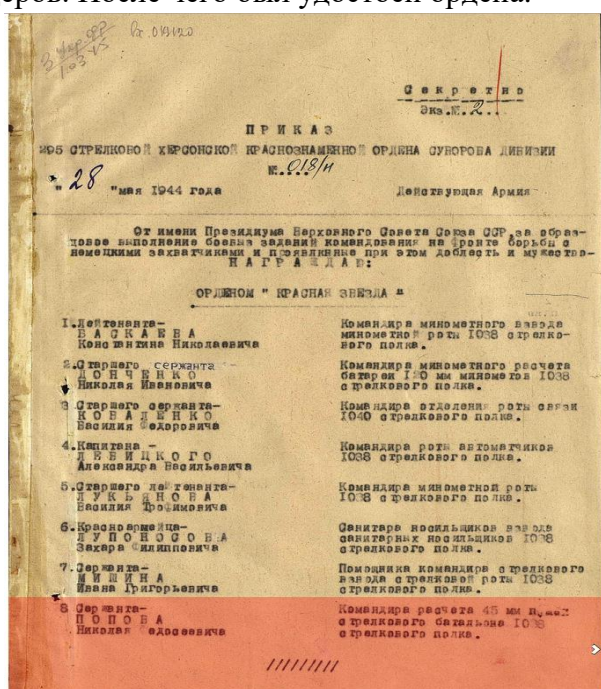 еров. После чего был удостоен ордена.
Вх. 019120
Секретно
Экз.№.2...
ПРИКАЗ
295 СТРЕЛКОВОЙ ХЕРСОНСКОЙ КРАСНОЗНАМЕННОЙ ОРДЕНА СУВОРОВА ДИВИЗИИ
№..018/н
" 28 "мая 1944 года Действующая Армия
От имени Президиума Верховного Совета Союза ССР за образ-
цовое выполнение боевых заданий командования на фронте борьбы с
немецкими захватчиками и проявленные при этом доблесть и мужество-
НАГРАЖДАЮ:
ОРДЕНОМ " КРАСНАЯ ЗВЕЗДА "
1.Лейтенанта-
БАСКАЕВА
Константина Николаевича
Командира минометного взвода
минометной роты 1038 стрелко-
вого полка.
2.Старшего сержанта-
ДОНЧЕНКО
Николая Ивановича
Командира минометного расчета
батареи 120 мм минометов 1038
стрелкового полка.
3.Старшего сержанта-
КОВАЛЕНКО
Василия Федоровича
Командира отделения роты связи
1040 стрелкового полка.
4.Капитана -
ЛЕВИЦКОГО
Александра Васильевича
Командира роты автоматчиков
1038 стрелкового полка.
5.Старшего лейтенанта-
ЛУКЬЯНОВА
Василия Трофимовича
Командира минометной роты
1038 стрелкового полка.
6.Красноармейца-
ЛУПОНОСОВА
Захара Филипповича
Санитара носильщиков взвода
санитарных носильщиков 1038
стрелкового полка.
7.Сержанта-
МИШИНА
Ивана Григорьевича
Помощника командира стрелкового
взвода стрелковой роты 1038
стрелкового полка.
8 Сержанта-
ПОПОВА
Николая Федосеевича
Командира расчета 45 мм пушек
стрелкового батальона 1038
стрелкового полка.